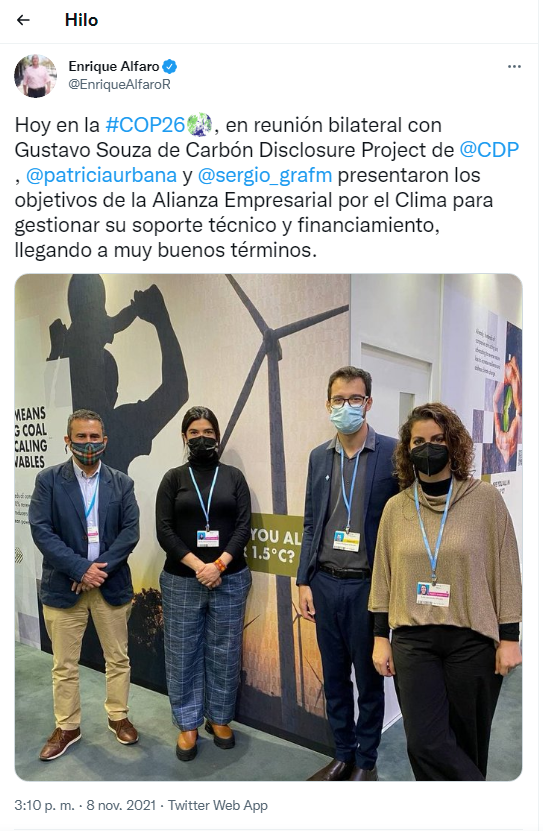 Hilo
Enrique Alfaro
@EnriqueAlfaroR
Hoy en la #COP26, en reunión bilateral con
Gustavo Souza de Carbón Disclosure Project de @CDP
, @patriciaurbana y @sergio_grafm presentaron los
objetivos de la Alianza Empresarial por el Clima para
gestionar su soporte técnico y financiamiento,
llegando a muy buenos términos.
MEANS
G COAL
CALING
VABLES
YOU AL
1.5°C?
3:10 p. m. · 8 nov. 2021 · Twitter Web App